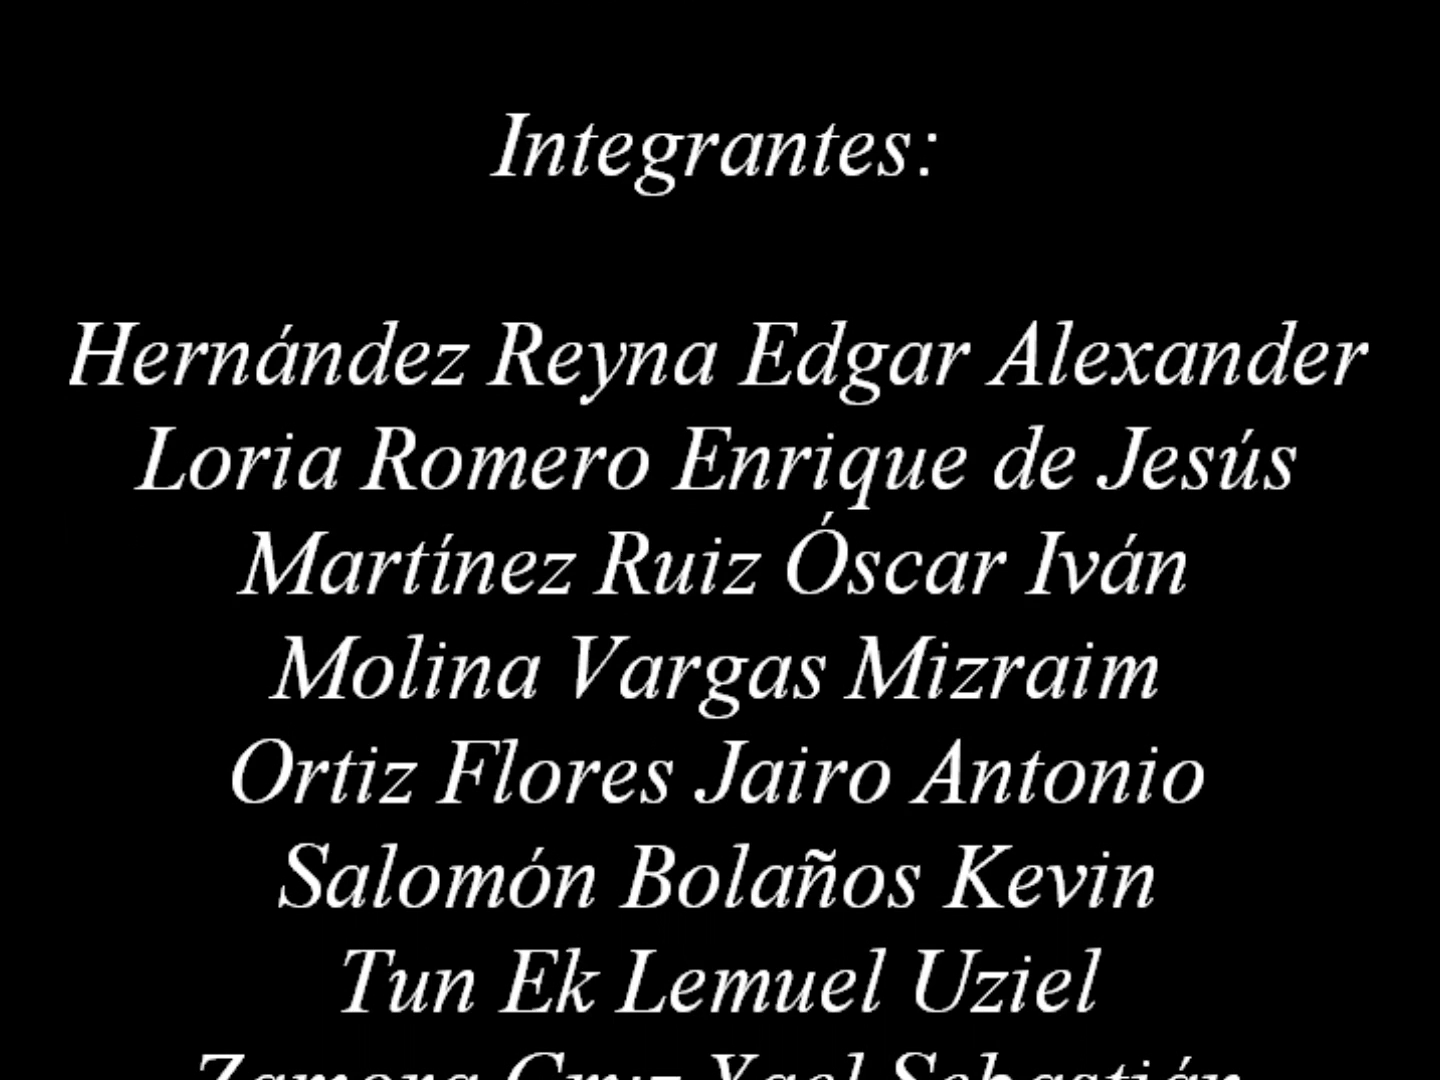 Integrantes:
Hernández Reyna Edgar Alexander
Loria Romero Enrique de Jesús
Martínez Ruiz Óscar Iván
Molina Vargas Mizraim
Ortiz Flores Jairo Antonio
Salomón Bolaños Kevin
Tun Ek Lemuel Uziel
Zamora Cruz Yael Sebastián